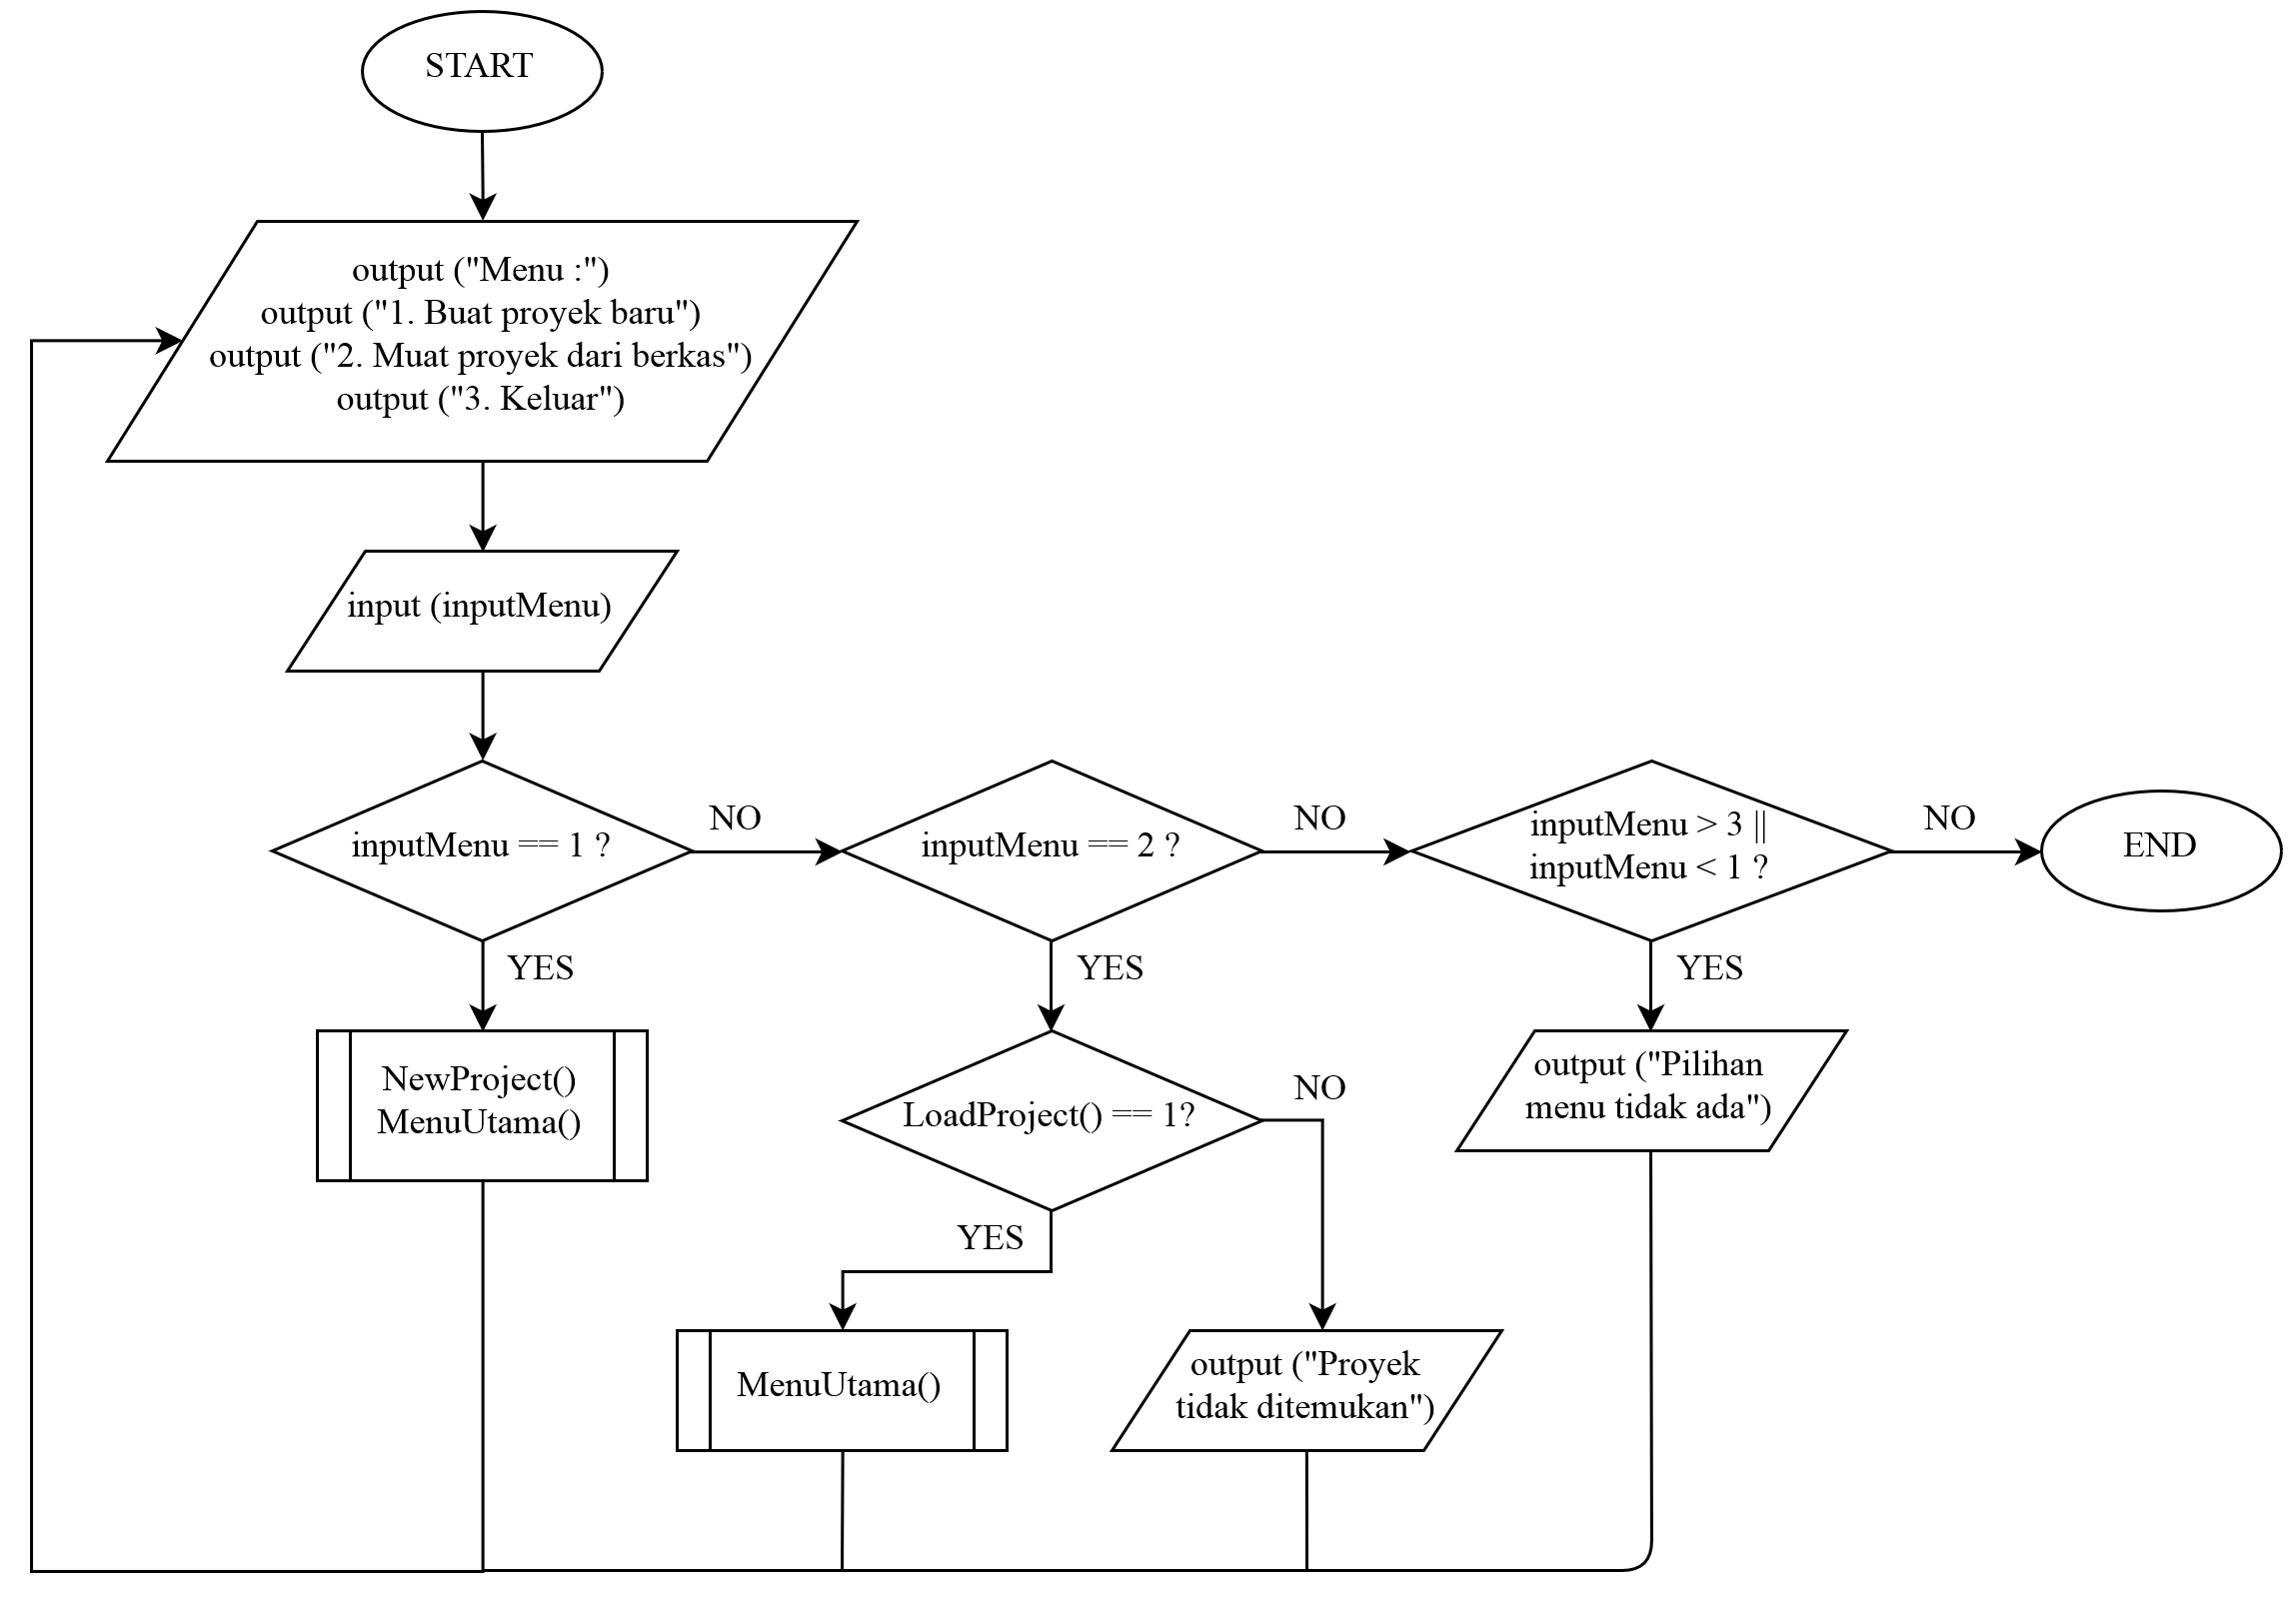 START
output ("Menu :")
output ("1. Buat proyek baru")
output ("2. Muat proyek dari berkas")
output ("3. Keluar")
input (inputMenu)
inputMenu == 1 ?
NO
inputMenu == 2 ?
NO
inputMenu > 3 ||
inputMenu < 1 ?
NO
END
YES
YES
YES
NewProject()
MenuUtama()
LoadProject() == 1?
NO
output ("Pilihan
menu tidak ada")
YES
MenuUtama()
output ("Proyek
tidak ditemukan")